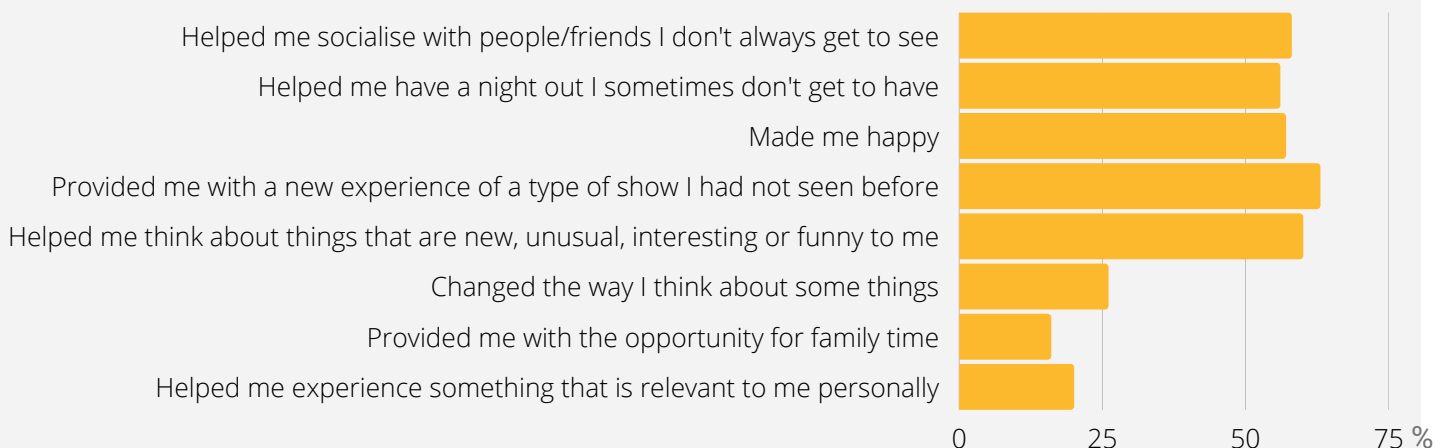 Helped me socialise with people/friends I don't always get to see
Helped me have a night out I sometimes don't get to have
Made me happy
Provided me with a new experience of a type of show I had not seen before
Helped me think about things that are new, unusual, interesting or funny to me
Changed the way I think about some things
Provided me with the opportunity for family time
Helped me experience something that is relevant to me personally
0 25 50 75 %